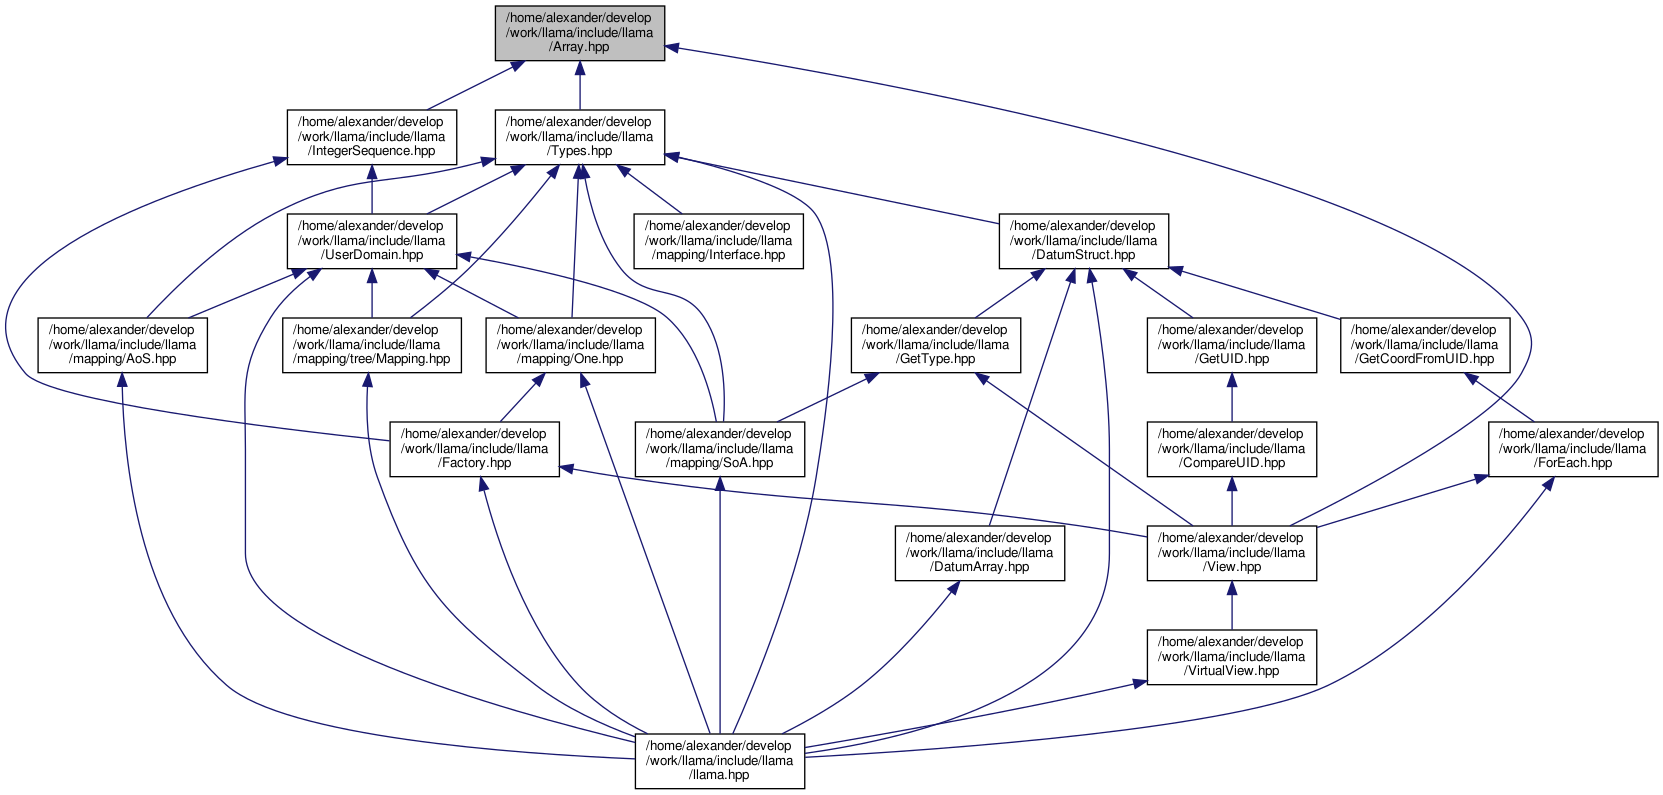 /home/alexander/develop
/work/llama/include/llama
/Array.hpp
/home/alexander/develop
/work/llama/include/llama
/IntegerSequence.hpp
/home/alexander/develop
/work/llama/include/llama
/Types.hpp
/home/alexander/develop
/work/llama/include/llama
/UserDomain.hpp
/home/alexander/develop
/work/llama/include/llama
/mapping/Interface.hpp
/home/alexander/develop
/work/llama/include/llama
/DatumStruct.hpp
/home/alexander/develop
/work/llama/include/llama
/mapping/AoS.hpp
/home/alexander/develop
/work/llama/include/llama
/mapping/tree/Mapping.hpp
/home/alexander/develop
/work/llama/include/llama
/mapping/One.hpp
/home/alexander/develop
/work/llama/include/llama
/GetType.hpp
/home/alexander/develop
/work/llama/include/llama
/GetUID.hpp
/home/alexander/develop
/work/llama/include/llama
/GetCoordFromUID.hpp
/home/alexander/develop
/work/llama/include/llama
/Factory.hpp
/home/alexander/develop
/work/llama/include/llama
/mapping/SoA.hpp
/home/alexander/develop
/work/llama/include/llama
/CompareUID.hpp
/home/alexander/develop
/work/llama/include/llama
/ForEach.hpp
/home/alexander/develop
/work/llama/include/llama
/DatumArray.hpp
/home/alexander/develop
/work/llama/include/llama
/View.hpp
/home/alexander/develop
/work/llama/include/llama
/VirtualView.hpp
/home/alexander/develop
/work/llama/include/llama
/llama.hpp